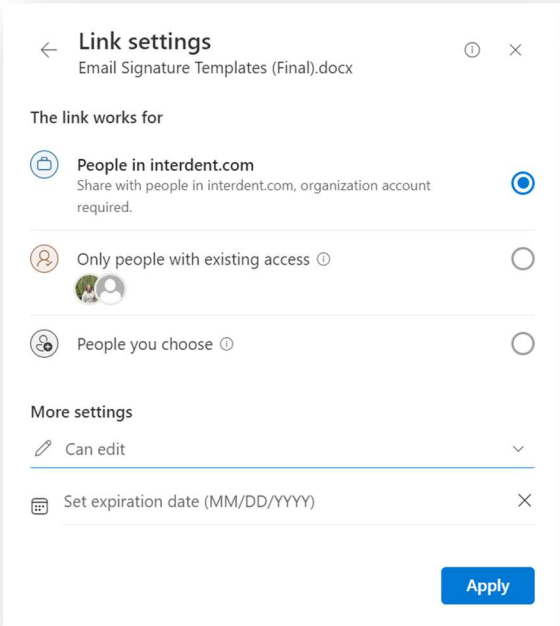 Link settings
Email Signature Templates (Final).docx
The link works for
People in interdent.com
Share with people in interdent.com, organization account
required.
Only people with existing access
People you choose
More settings
Can edit
Set expiration date (MM/DD/YYYY)
Apply